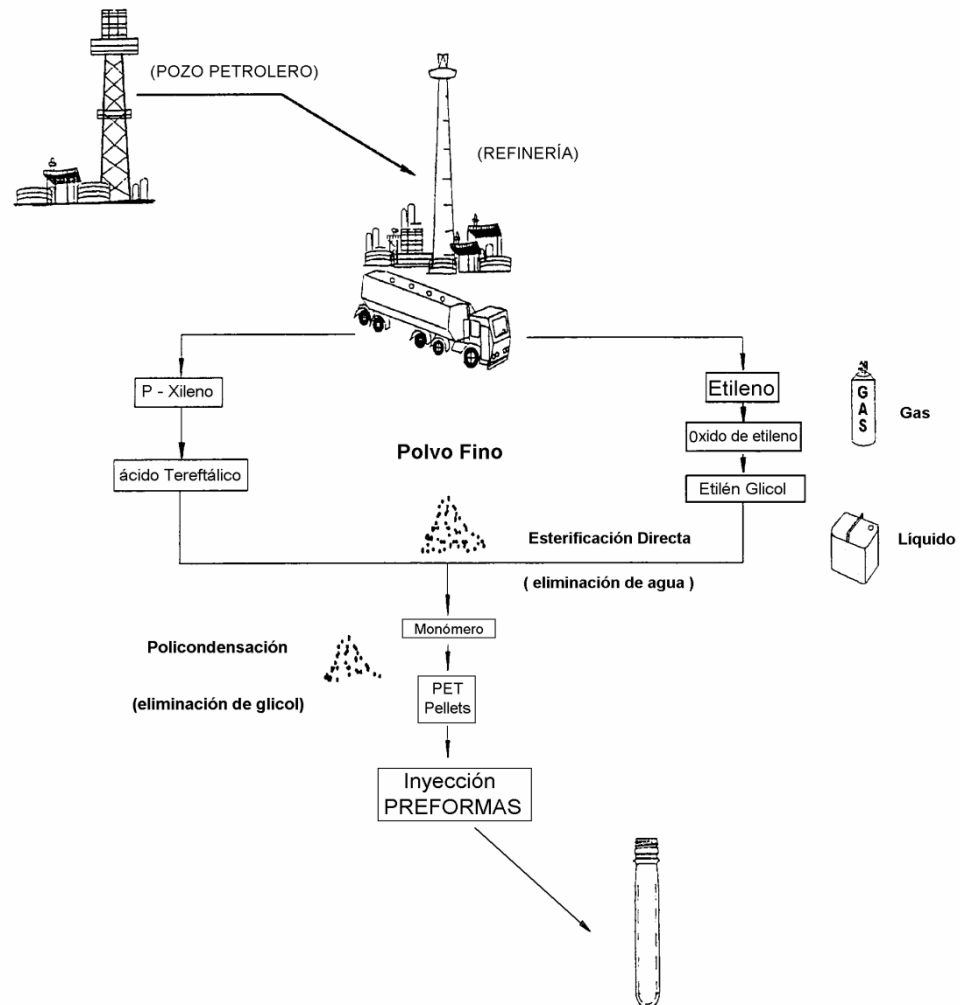 (POZO PETROLERO)
(REFINERÍA)
P - Xileno
Etileno
GAS
Gas
0xido de etileno
Polvo Fino
ácido Tereftálico
Etilén Glicol
Esterificación Directa
Líquido
( eliminación de agua )
Monómero
Policondensación
(eliminación de glicol)
PET
Pellets
Inyección
PREFORMAS